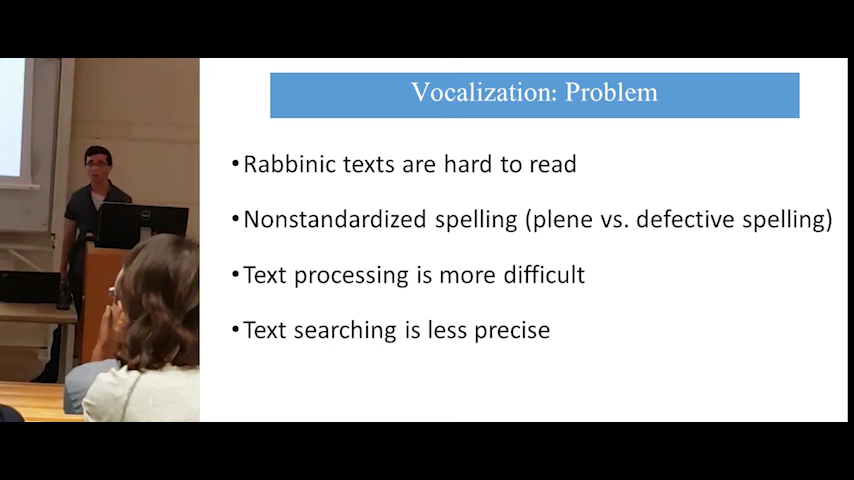 Vocalization: Problem
•Rabbinic texts are hard to read
•Nonstandardized spelling (plene vs. defective spelling)
•Text processing is more difficult
•Text searching is less precise
DELL